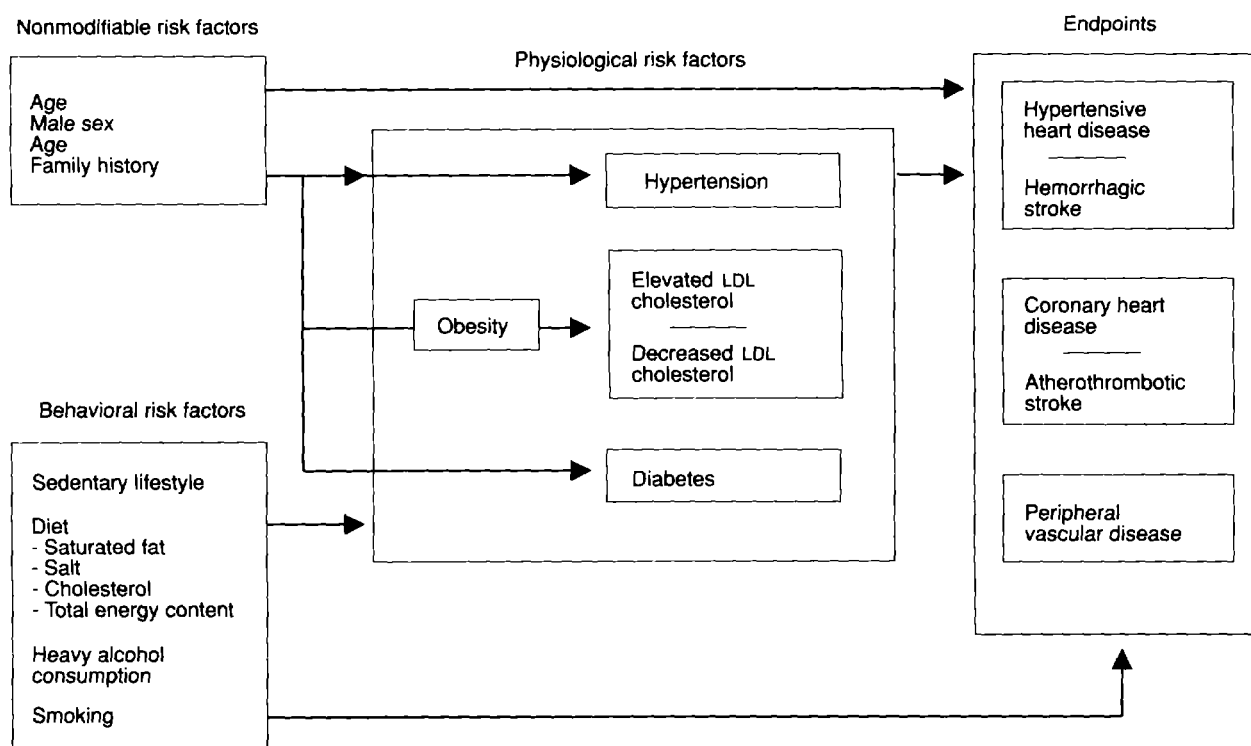 Nonmodifiable risk factors
Age
Male sex
Age
Family history
Behavioral risk factors
Sedentary lifestyle
Diet
- Saturated fat
- Salt
- Cholesterol
- Total energy content
Heavy alcohol
consumption
Smoking
Physiological risk factors
Hypertension
Obesity
Elevated LDL
cholesterol
Decreased LDL
cholesterol
Diabetes
Endpoints
Hypertensive
heart disease
Hemorrhagic
stroke
Coronary heart
disease
Atherothrombotic
stroke
Peripheral
vascular disease